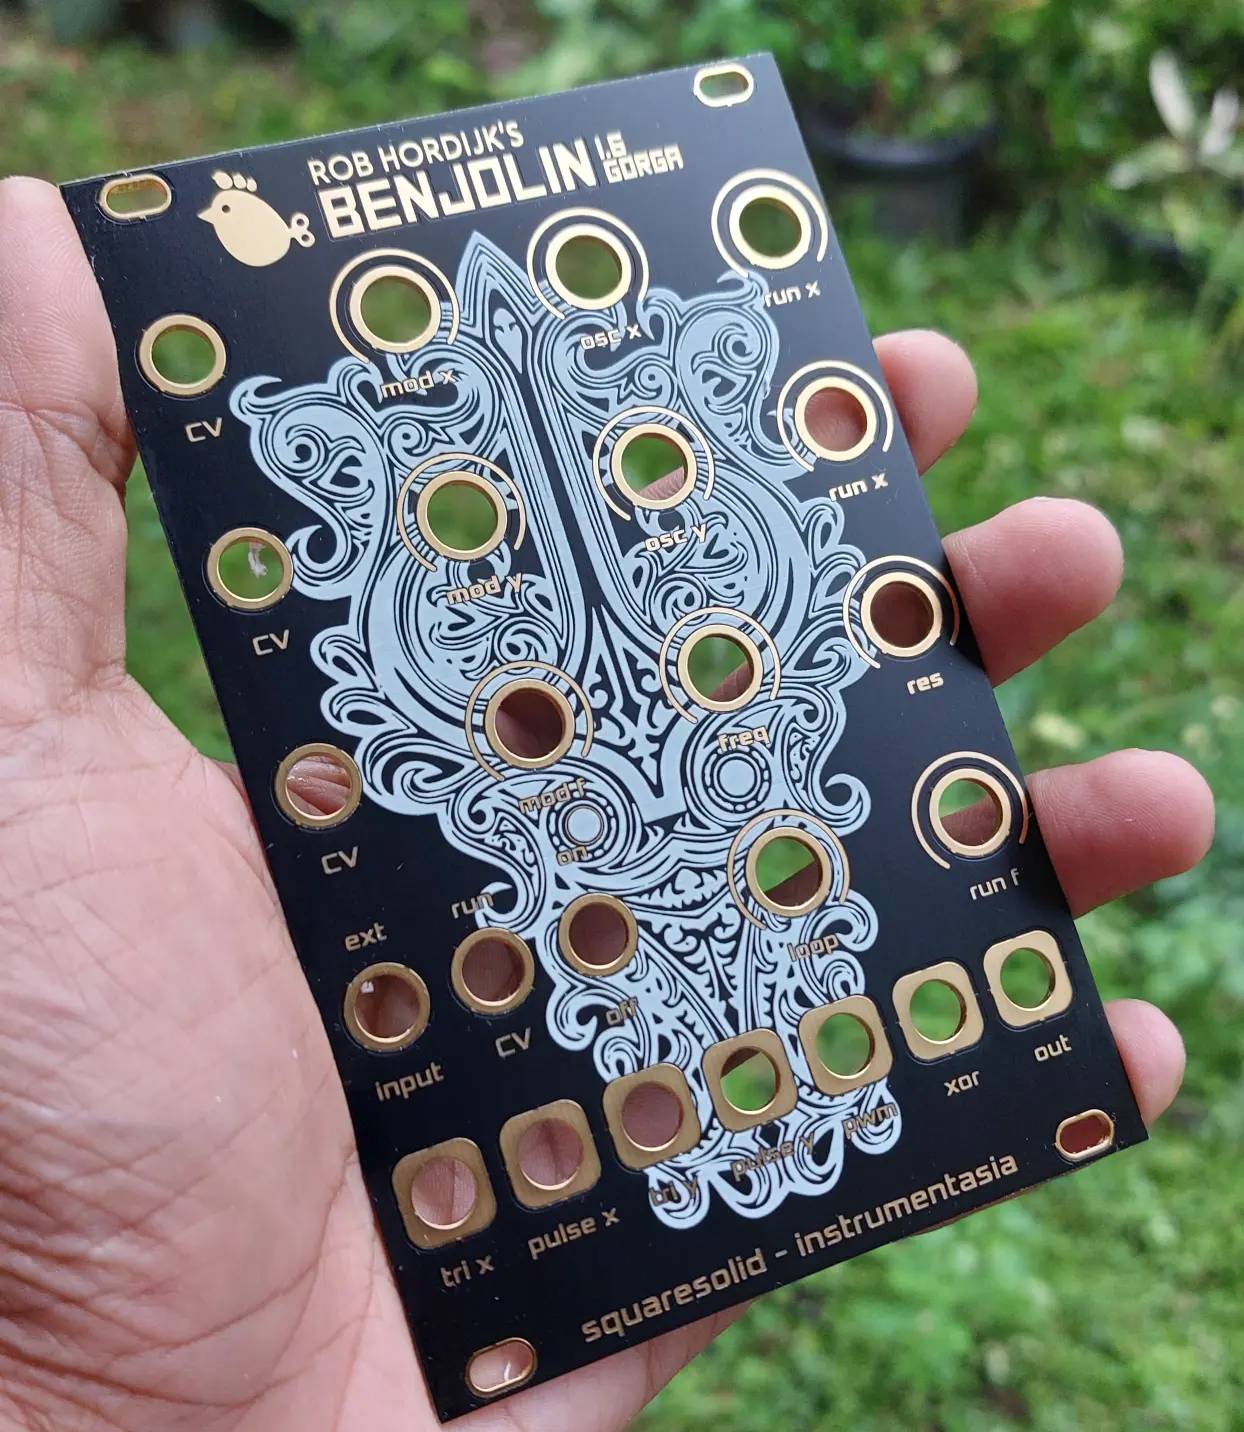 ROB HORDIJK'S
BENJOLIN 1.6 GORGA
run x
osc x
mod x
CV
run x
osc y
mod y
CV
res
freq
mod f
CV
run f
on
loop
run
ext
off
CV
input
out
xor
pwm
pulse y
tri y
pulse x
tri x
squaresolid - instrumentasia